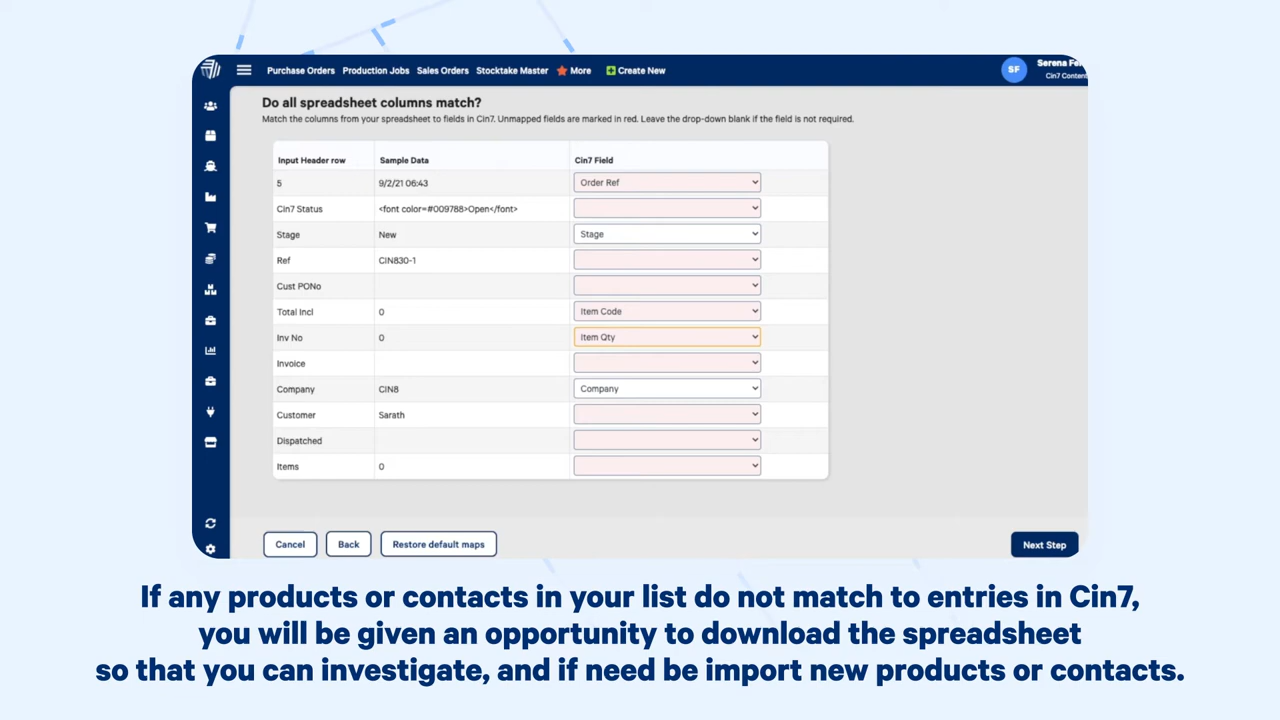 Purchase Orders Production Jobs Sales Orders Stocktake Master More Create New
SF
Cin7
Do all spreadsheet columns match?
Match the columns from your spreadsheet to fields in Cin7. Unmapped fields are marked in red. Leave the drop-down blank if the field is not required.
Input Header row Sample Data Cin7 Field
5 9/2/21 06:43 Order Ref
Cin7 Status <font color=#009788>Open</font>
Stage New Stage
Ref CIN830-1
Cust PONo
Total Incl 0 Item Code
Inv No 0 Item Qty
Invoice
Company CIN8 Company
Customer Sarath
Dispatched
Items 0
Cancel Back Restore default maps Next Step
If any products or contacts in your list do not match to entries in Cin7,
you will be given an opportunity to download the spreadsheet
so that you can investigate, and if need be import new products or contacts.